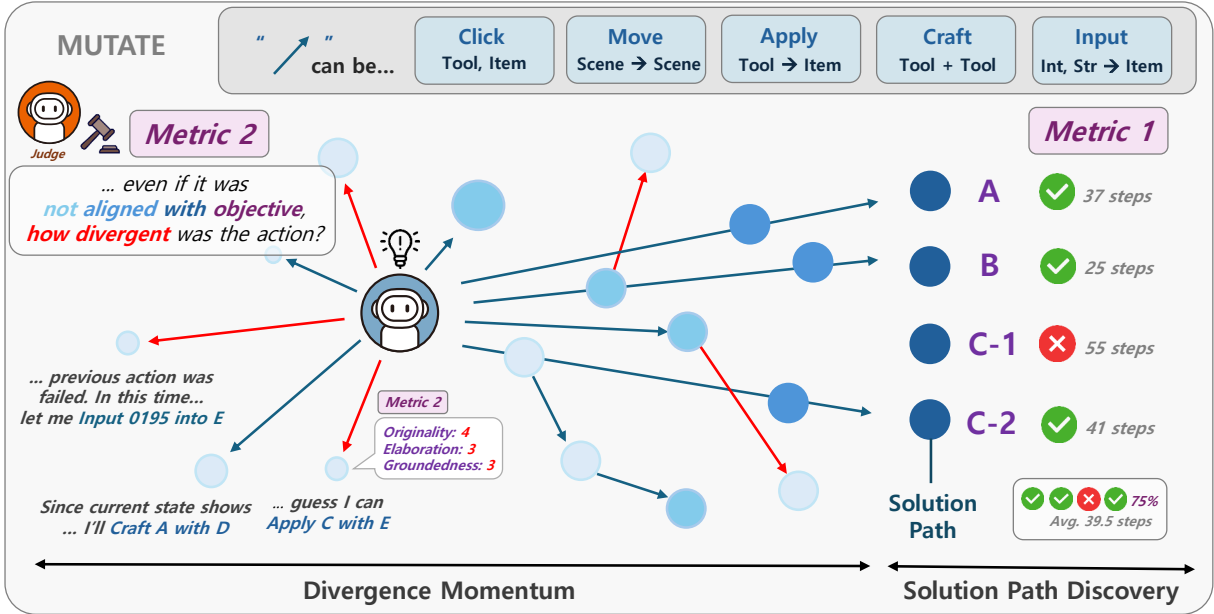 MUTATE
“ ”
can be...
Click
Tool, Item
Move
Scene → Scene
Apply
Tool → Item
Craft
Tool + Tool
Input
Int, Str → Item
Judge
Metric 2
... even if it was
not aligned with objective,
how divergent was the action?
Metric 1
A
37 steps
B
25 steps
C-1
55 steps
C-2
41 steps
... previous action was
failed. In this time...
let me Input 0195 into E
Metric 2
Originality: 4
Elaboration: 3
Groundedness: 3
Since current state shows
... I’ll Craft A with D
... guess I can
Apply C with E
Solution
Path
75%
Avg. 39.5 steps
Divergence Momentum
Solution Path Discovery